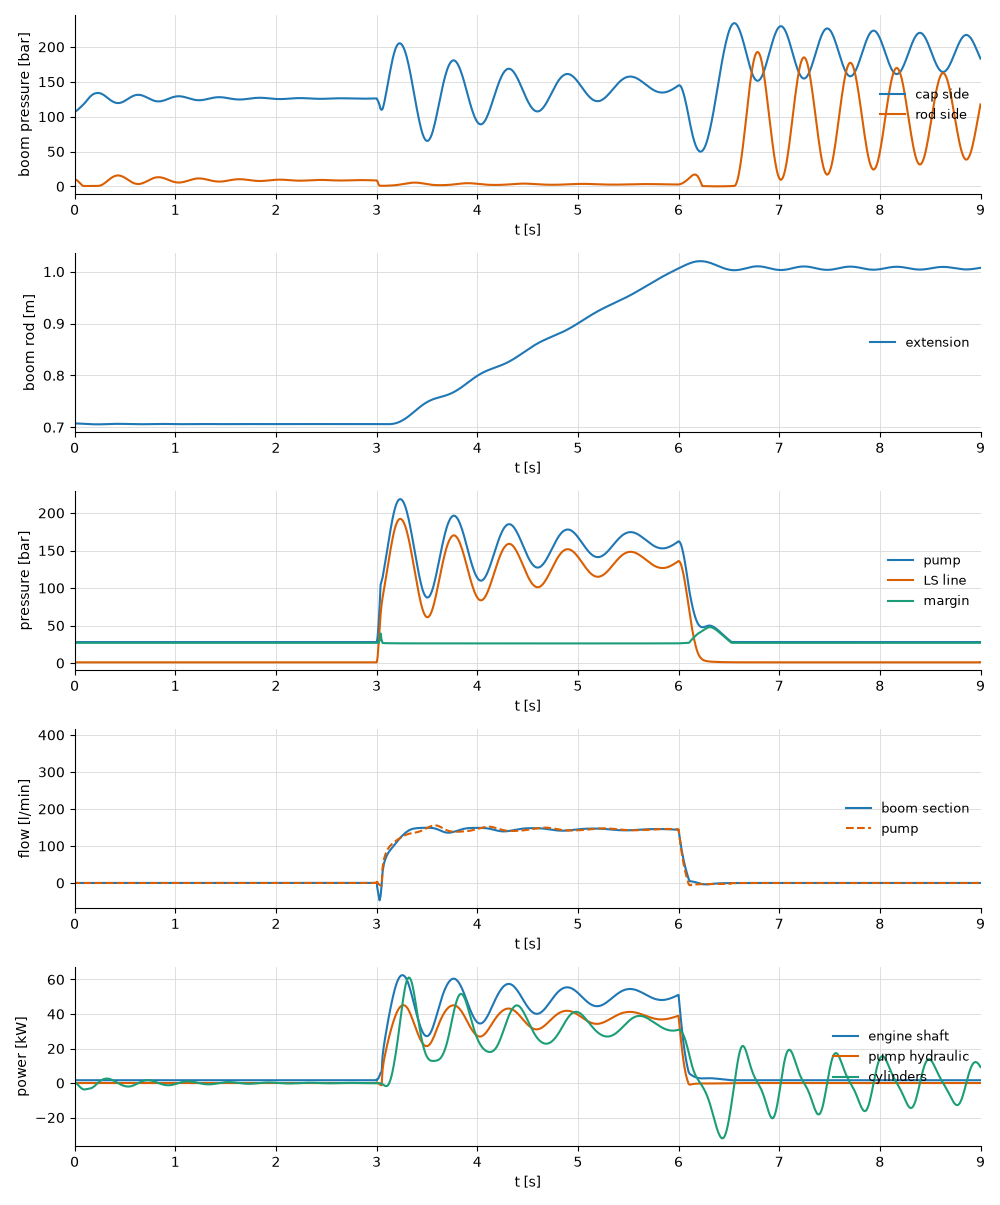 boom pressure [bar]
200
150
100
50
0
cap side
rod side
0 1 2 3 4 5 6 7 8 9
t [s]
boom rod [m]
1.0
0.9
0.8
0.7
extension
0 1 2 3 4 5 6 7 8 9
t [s]
pressure [bar]
200
150
100
50
0
pump
LS line
margin
0 1 2 3 4 5 6 7 8 9
t [s]
flow [l/min]
400
300
200
100
0
boom section
pump
0 1 2 3 4 5 6 7 8 9
t [s]
power [kW]
60
40
20
0
−20
engine shaft
pump hydraulic
cylinders
0 1 2 3 4 5 6 7 8 9
t [s]